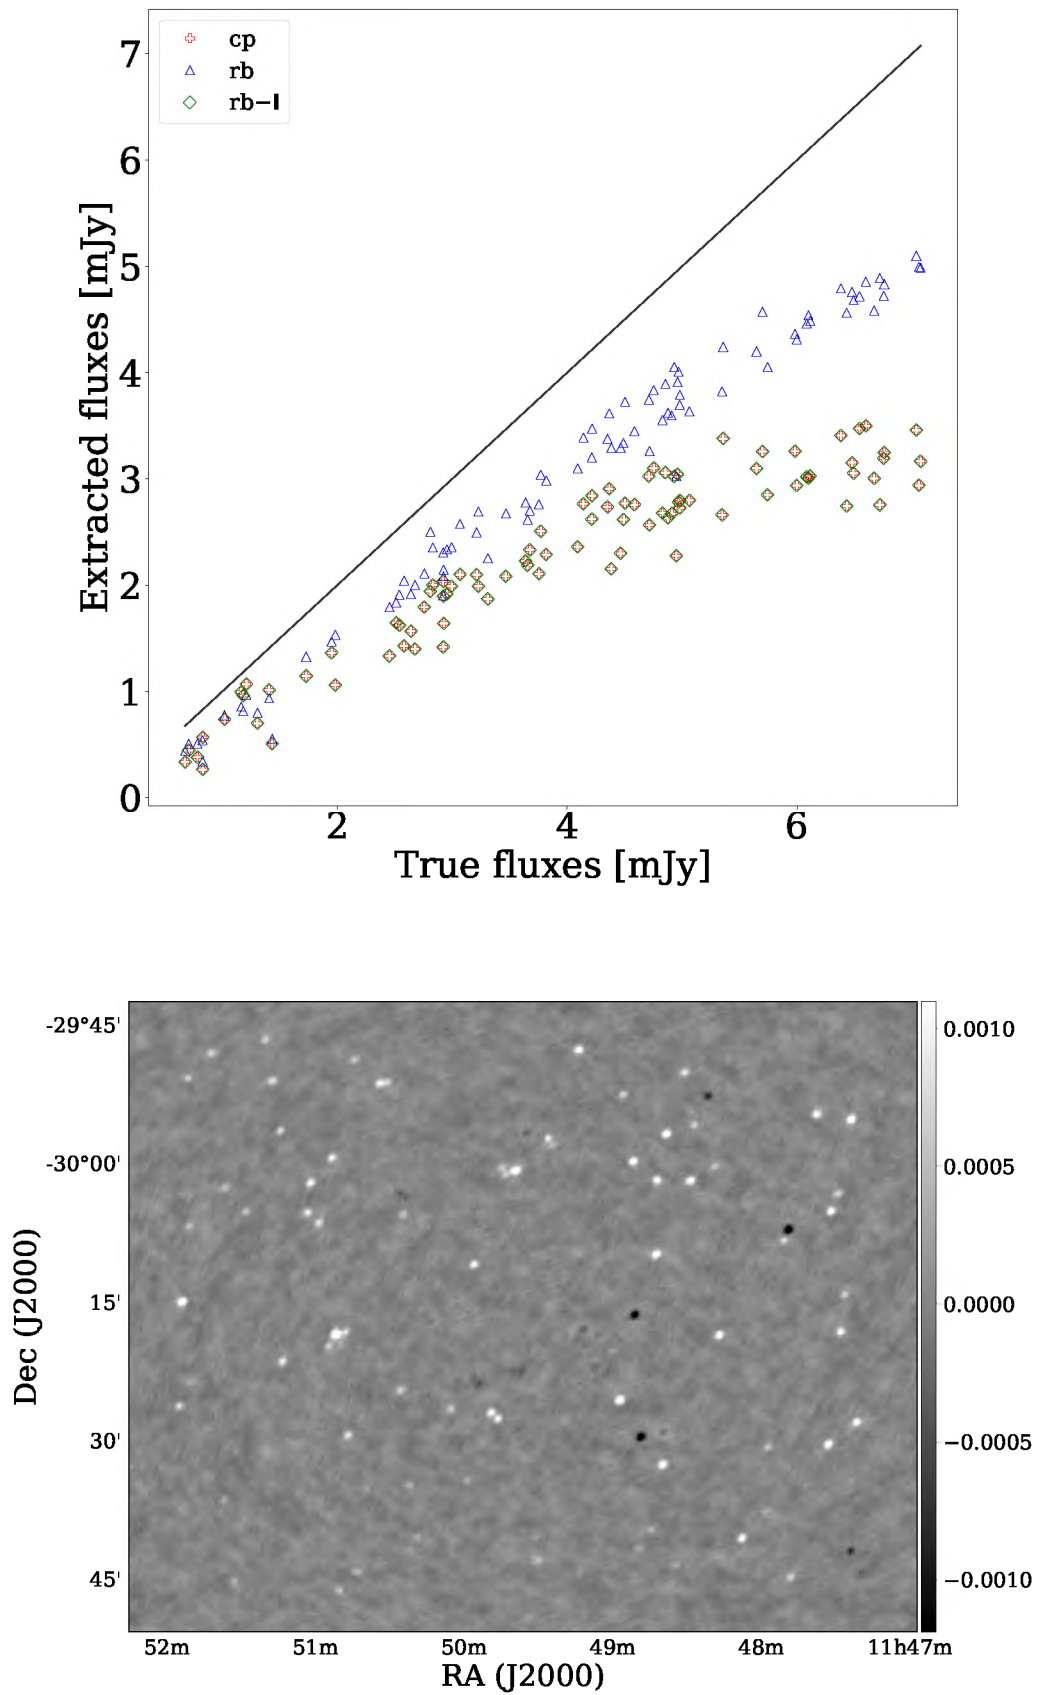 cp
rb
rb−I
7
6
5
4
3
2
1
0
Extracted fluxes [mJy]
2 4 6
True fluxes [mJy]
-29°45'
-30°00'
15'
30'
45'
Dec (J2000)
0.0010
0.0005
0.0000
−0.0005
−0.0010
52m 51m 50m 49m 48m 11h47m
RA (J2000)